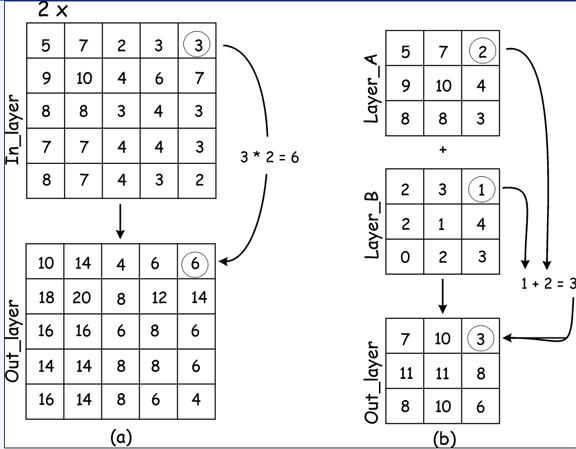 2 x
In_layer
5 7 2 3 3
9 10 4 6 7
8 8 3 4 3
7 7 4 4 3
8 7 4 3 2
3 * 2 = 6
Out_layer
10 14 4 6 6
18 20 8 12 14
16 16 6 8 6
14 14 8 8 6
16 14 8 6 4
(a)
Layer_A
5 7 2
9 10 4
8 8 3
+
Layer_B
2 3 1
2 1 4
0 2 3
1 + 2 = 3
Out_layer
7 10 3
11 11 8
8 10 6
(b)